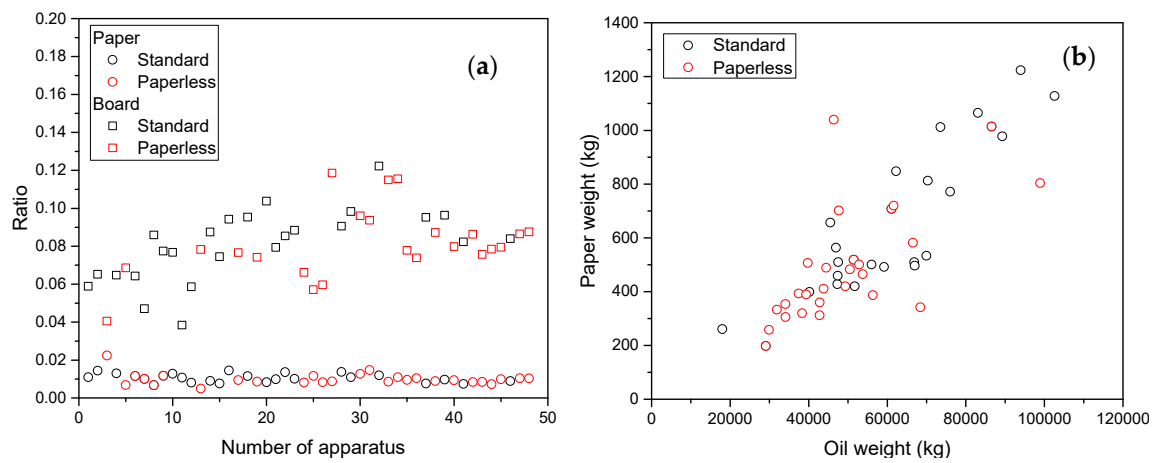 0.20
0.18
0.16
0.14
0.12
0.10
0.08
0.06
0.04
0.02
0.00
Ratio
Paper
Standard
Paperless
Board
Standard
Paperless
(a)
0 10 20 30 40 50
Number of apparatus
1400
1200
1000
800
600
400
200
0
Paper weight (kg)
Standard
Paperless
(b)
0 20000 40000 60000 80000 100000 120000
Oil weight (kg)